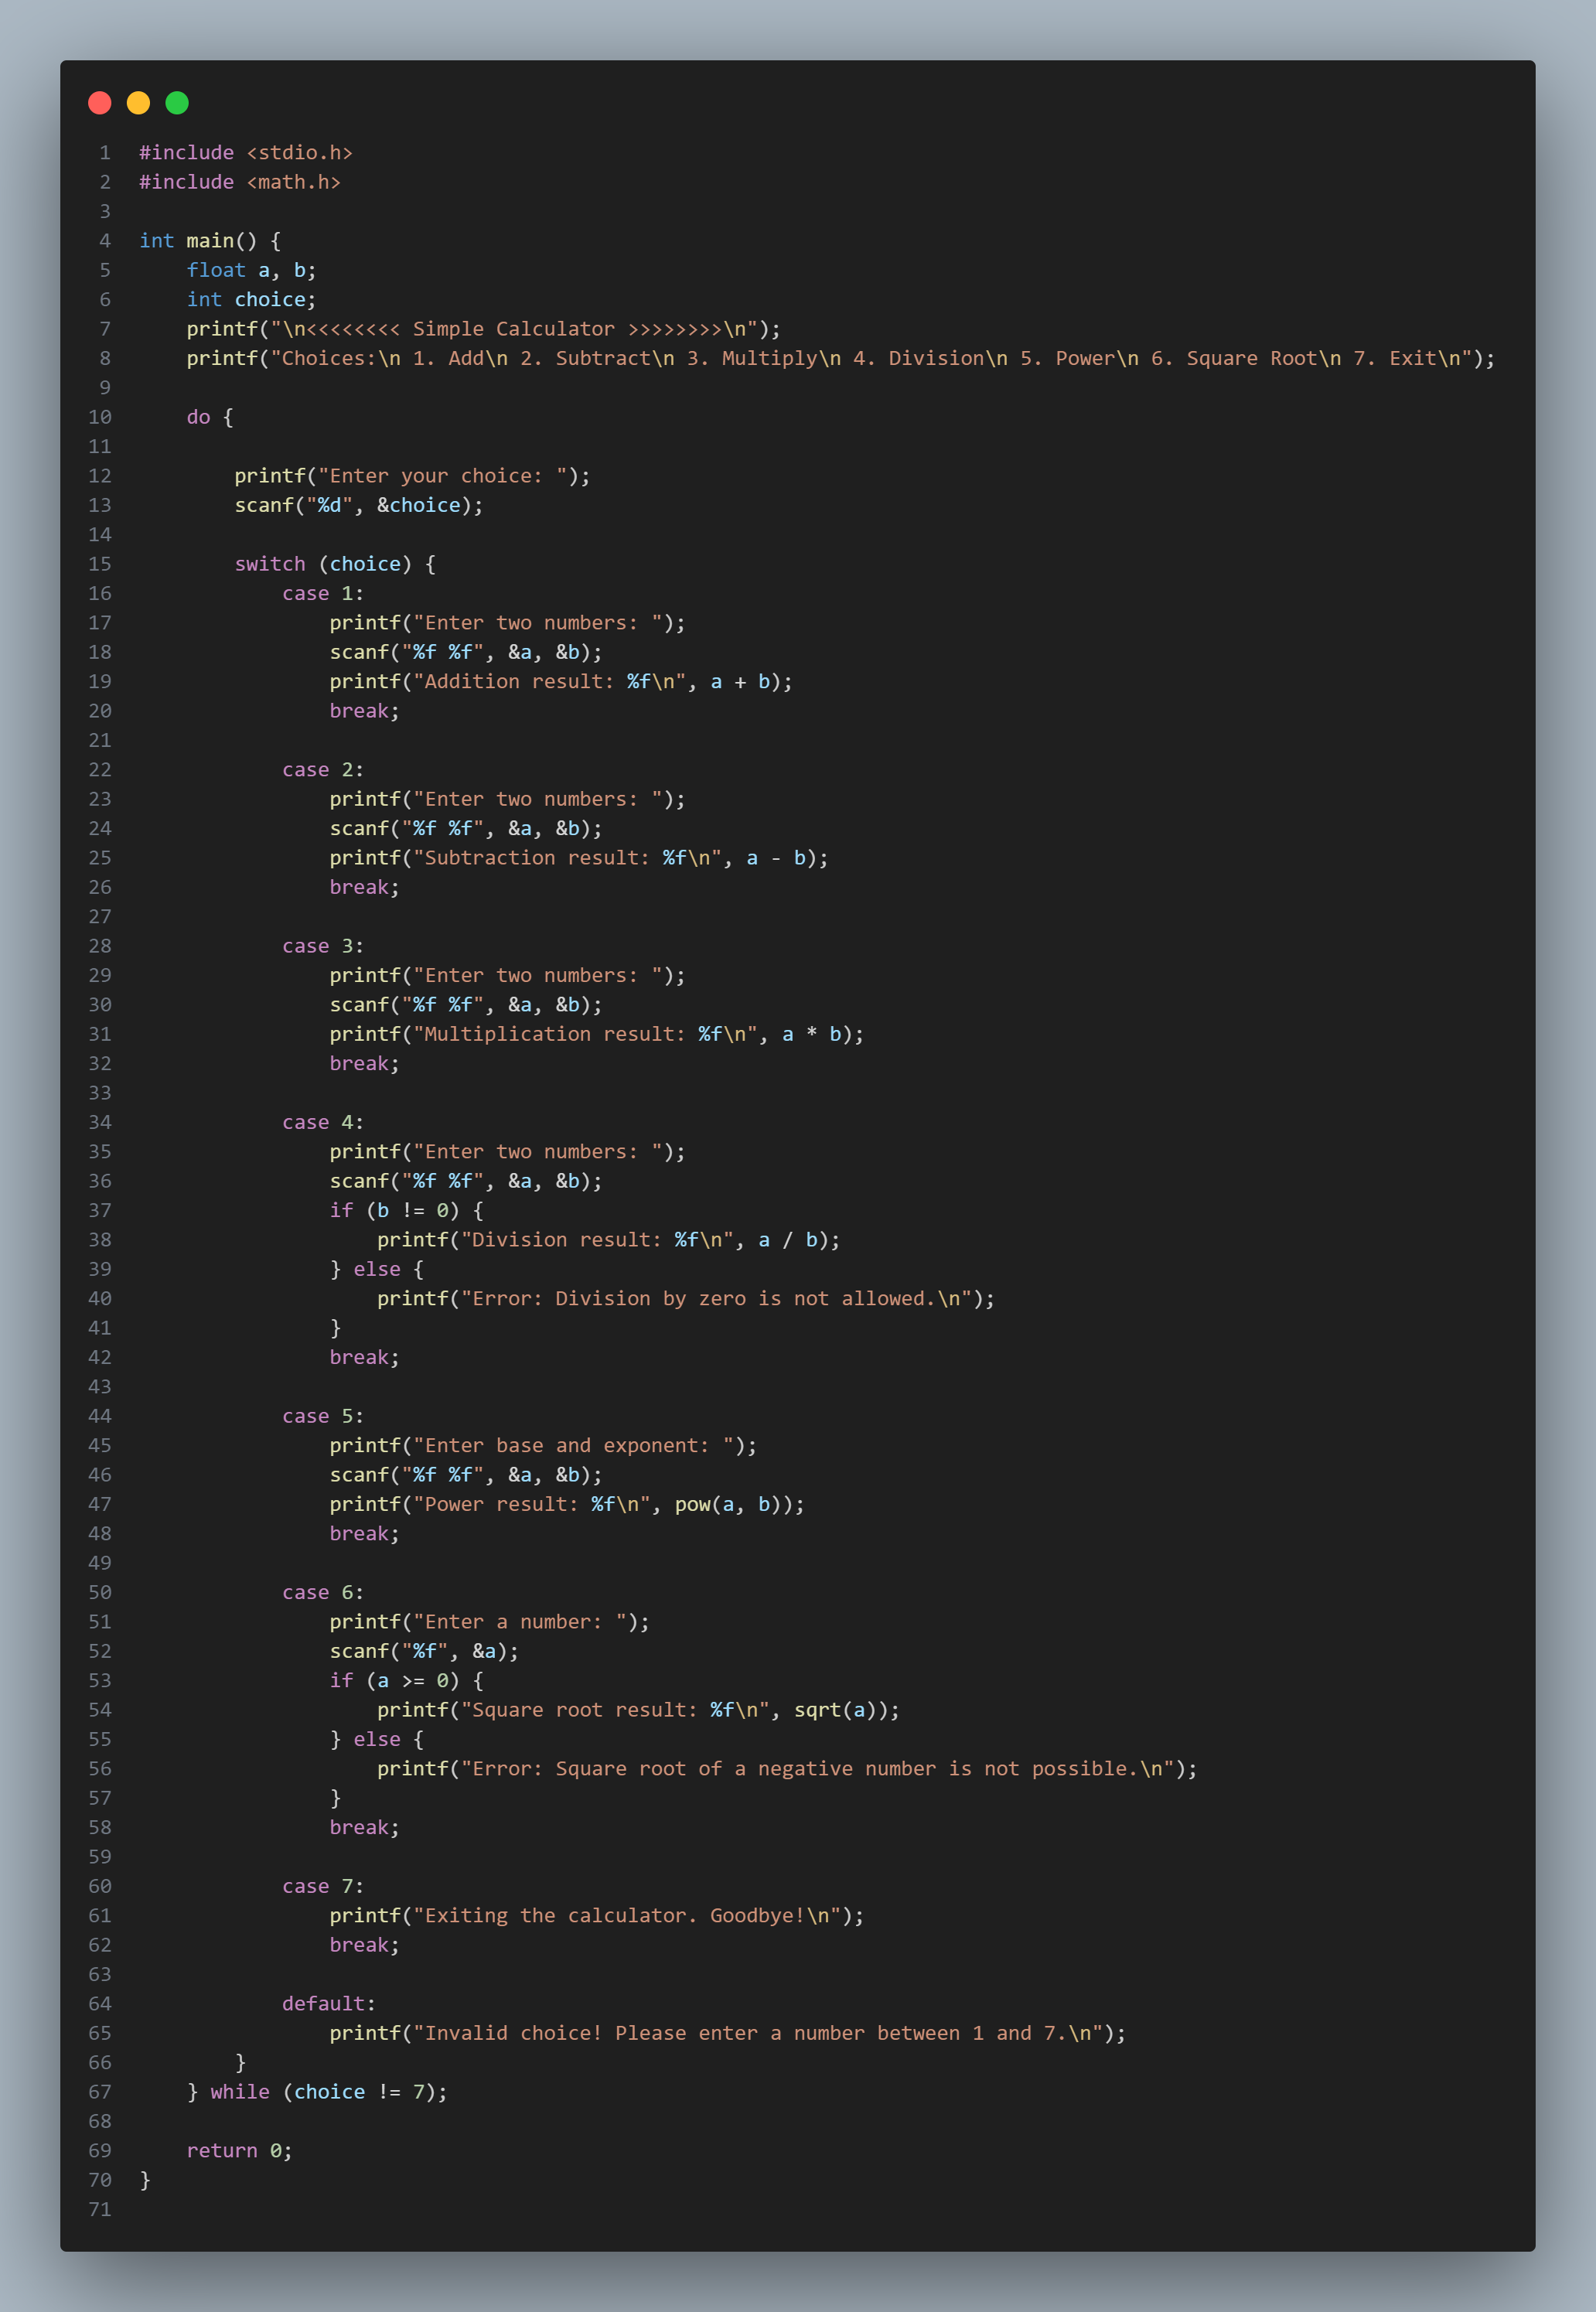 1 #include <stdio.h>
2 #include <math.h>
3
4 int main() {
5     float a, b;
6     int choice;
7     printf("\n<<<<<<<< Simple Calculator >>>>>>>>\n");
8     printf("Choices:\n 1. Add\n 2. Subtract\n 3. Multiply\n 4. Division\n 5. Power\n 6. Square Root\n 7. Exit\n");
9
10     do {
11
12         printf("Enter your choice: ");
13         scanf("%d", &choice);
14
15         switch (choice) {
16             case 1:
17                 printf("Enter two numbers: ");
18                 scanf("%f %f", &a, &b);
19                 printf("Addition result: %f\n", a + b);
20                 break;
21
22             case 2:
23                 printf("Enter two numbers: ");
24                 scanf("%f %f", &a, &b);
25                 printf("Subtraction result: %f\n", a - b);
26                 break;
27
28             case 3:
29                 printf("Enter two numbers: ");
30                 scanf("%f %f", &a, &b);
31                 printf("Multiplication result: %f\n", a * b);
32                 break;
33
34             case 4:
35                 printf("Enter two numbers: ");
36                 scanf("%f %f", &a, &b);
37                 if (b != 0) {
38                     printf("Division result: %f\n", a / b);
39                 } else {
40                     printf("Error: Division by zero is not allowed.\n");
41                 }
42                 break;
43
44             case 5:
45                 printf("Enter base and exponent: ");
46                 scanf("%f %f", &a, &b);
47                 printf("Power result: %f\n", pow(a, b));
48                 break;
49
50             case 6:
51                 printf("Enter a number: ");
52                 scanf("%f", &a);
53                 if (a >= 0) {
54                     printf("Square root result: %f\n", sqrt(a));
55                 } else {
56                     printf("Error: Square root of a negative number is not possible.\n");
57                 }
58                 break;
59
60             case 7:
61                 printf("Exiting the calculator. Goodbye!\n");
62                 break;
63
64             default:
65                 printf("Invalid choice! Please enter a number between 1 and 7.\n");
66         }
67     } while (choice != 7);
68
69     return 0;
70 }
71